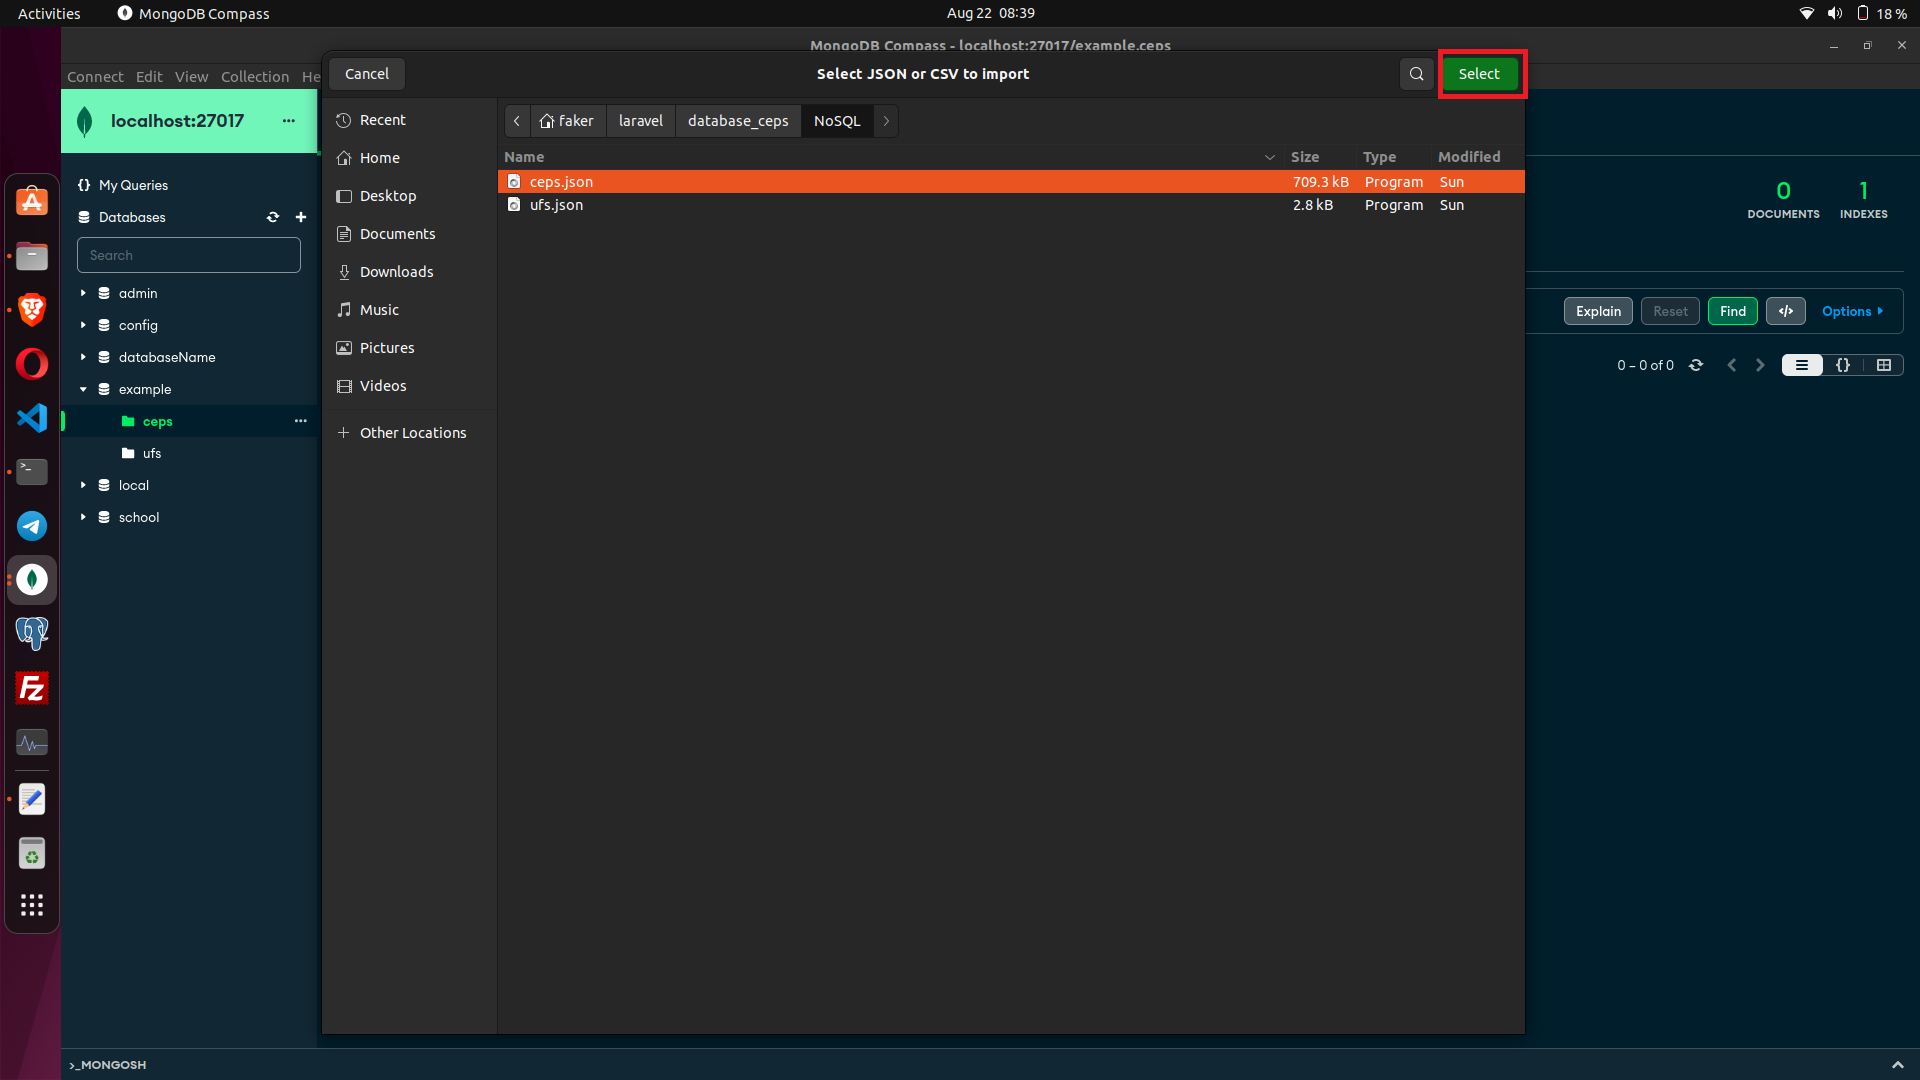 Activities MongoDB Compass Aug 22 08:39 18 %
MongoDB Compass - localhost:27017/example.ceps
Connect Edit View Collection He
Cancel Select JSON or CSV to import Select
localhost:27017 ...
Recent
Home
Desktop
Documents
Downloads
Music
Pictures
Videos
+ Other Locations
faker laravel database_ceps NoSQL
Name Size Type Modified
ceps.json 709.3 kB Program Sun
ufs.json 2.8 kB Program Sun
{} My Queries
Databases
Search
admin
config
databaseName
example
ceps ...
ufs
local
school
0 1
DOCUMENTS INDEXES
Explain Reset Find </> Options
0 – 0 of 0 {}
>_MONGOSH